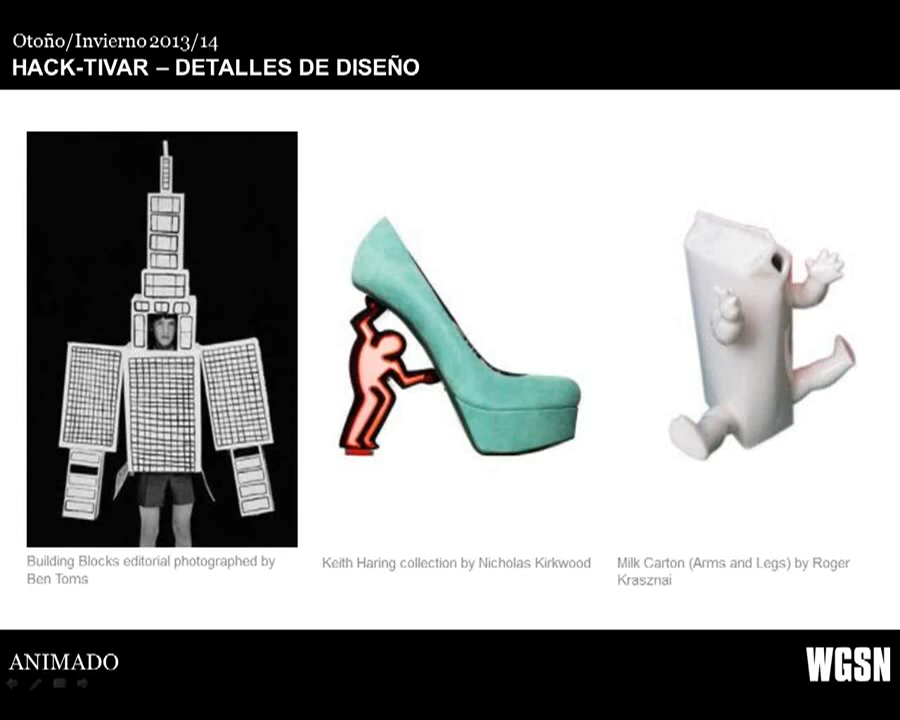 Otoño/Invierno 2013/14
HACK-TIVAR – DETALLES DE DISEÑO
Building Blocks editorial photographed by
Ben Toms
Keith Haring collection by Nicholas Kirkwood
Milk Carton (Arms and Legs) by Roger
Krasznai
ANIMADO
WGSN